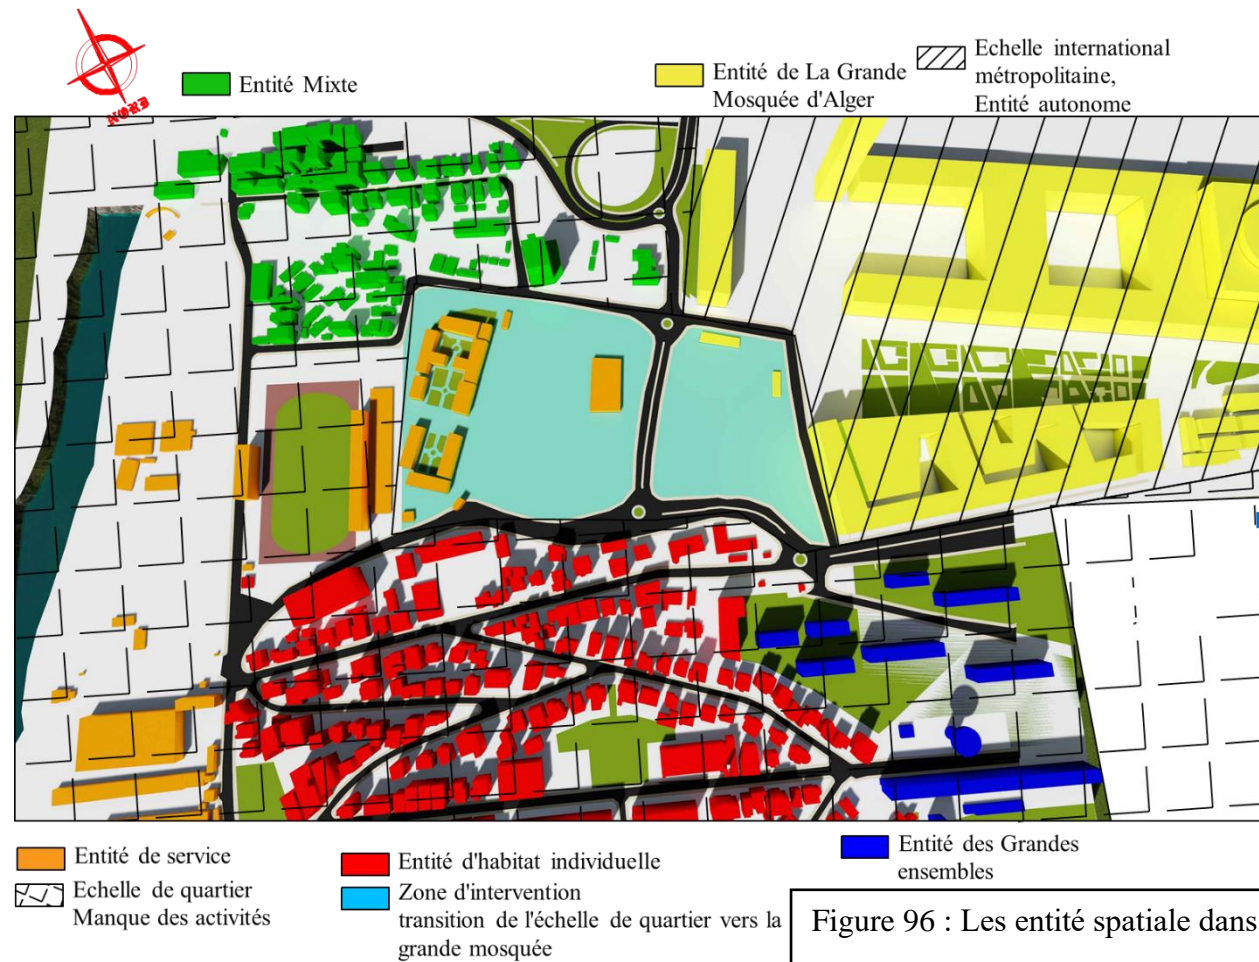 NORD
Entité Mixte
Entité de La Grande
Mosquée d'Alger
Echelle international
métropolitaine,
Entité autonome
Entité de service
Echelle de quartier
Manque des activités
Entité d'habitat individuelle
Zone d'intervention
transition de l'échelle de quartier vers la
grande mosquée
Entité des Grandes
ensembles
Figure 96 : Les entité spatiale dans